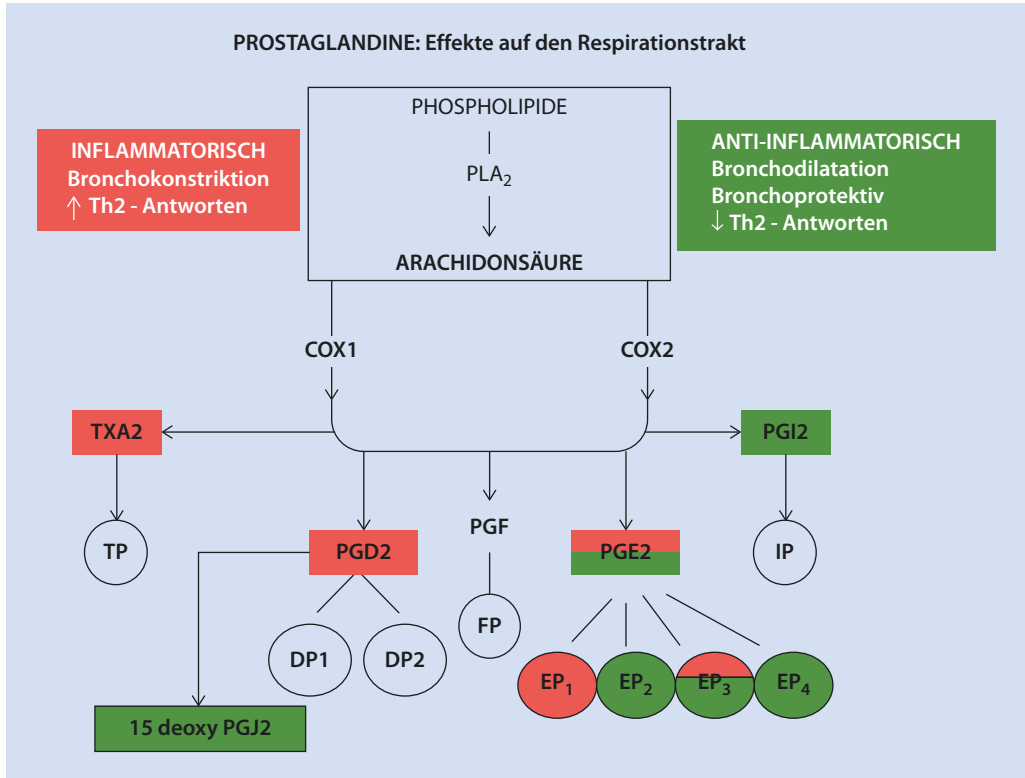 PROSTAGLANDINE: Effekte auf den Respirationstrakt
PHOSPHOLIPIDE
PLA₂
ARACHIDONSÄURE
INFLAMMATORISCH
Bronchokonstriktion
↑ Th2 - Antworten
ANTI-INFLAMMATORISCH
Bronchodilatation
Bronchoprotektiv
↓ Th2 - Antworten
COX1
COX2
TXA2
PGI2
TP
PGD2
PGF
PGE2
IP
DP1
DP2
FP
EP₁
EP₂
EP₃
EP₄
15 deoxy PGJ2